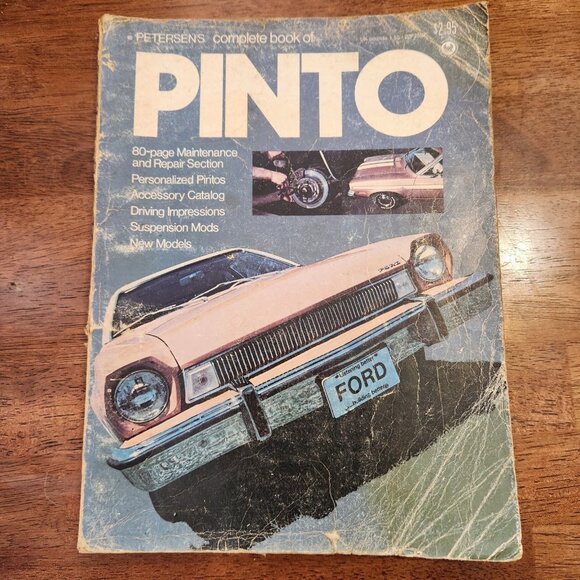 • PETERSEN'S complete book of...
$2.95
PINTO
80-page Maintenance
and Repair Section
Personalized Pintos
Accessory Catalog
Driving Impressions
Suspension Mods
New Models
FORD